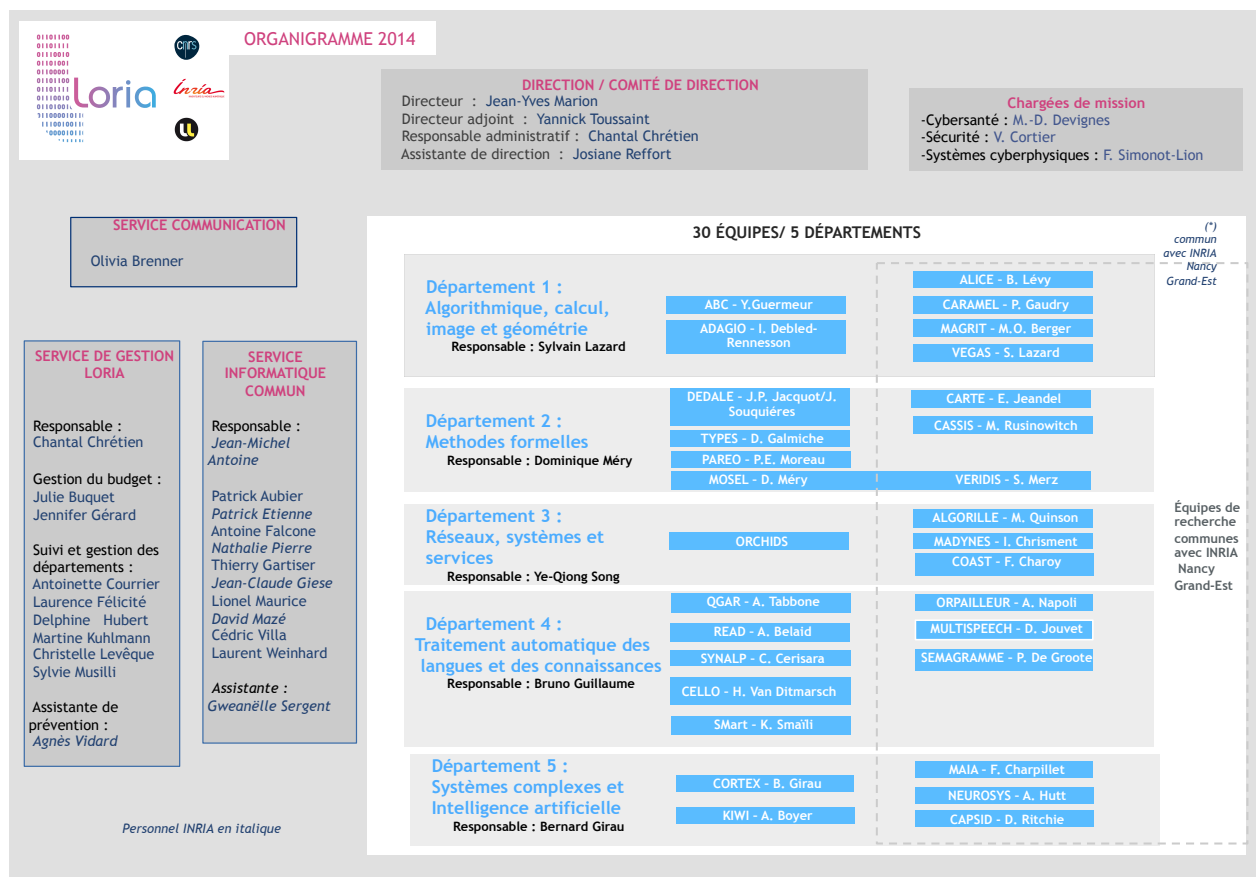 ORGANIGRAMME 2014
01101100
01101111
01101001
0110001
01101100
loria
cnrs
Inria
DIRECTION / COMITÉ DE DIRECTION
Directeur : Jean-Yves Marion
Directeur adjoint : Yannick Toussaint
Responsable administratif : Chantal Chrétien
Assistante de direction : Josiane Reffort
Chargées de mission
-Cybersanté : M.-D. Devignes
-Sécurité : V. Cortier
-Systèmes cyberphysiques : F. Simonot-Lion
SERVICE COMMUNICATION
Olivia Brenner
SERVICE DE GESTION
LORIA
Responsable :
Chantal Chrétien
Gestion du budget :
Julie Buquet
Jennifer Gérard
Suivi et gestion des
départements :
Antoinette Courrier
Laurence Félicité
Delphine Hubert
Martine Kuhlmann
Christelle Levêque
Sylvie Musilli
Assistante de
prévention :
Agnès Vidard
SERVICE
INFORMATIQUE
COMMUN
Responsable :
Jean-Michel
Antoine
Patrick Aubier
Patrick Etienne
Antoine Falcone
Nathalie Pierre
Thierry Gartiser
Jean-Claude Giese
Lionel Maurice
David Mazé
Cédric Villa
Laurent Weinhard
Assistante :
Gweanëlle Sergent
Personnel INRIA en italique
30 ÉQUIPES/ 5 DÉPARTEMENTS
(*)
commun
avec INRIA
Nancy
Grand-Est
Département 1 :
Algorithmique, calcul,
image et géométrie
Responsable : Sylvain Lazard
ABC - Y.Guermeur
ADAGIO - I. Debled-
Rennesson
ALICE - B. Lévy
CARAMEL - P. Gaudry
MAGRIT - M.O. Berger
VEGAS - S. Lazard
Département 2 :
Methodes formelles
Responsable : Dominique Méry
DEDALE - J.P. Jacquot/J.
Souquiéres
TYPES - D. Galmiche
PAREO - P.E. Moreau
MOSEL - D. Méry
CARTE - E. Jeandel
CASSIS - M. Rusinowitch
VERIDIS - S. Merz
Département 3 :
Réseaux, systèmes et
services
Responsable : Ye-Qiong Song
ORCHIDS
ALGORILLE - M. Quinson
MADYNES - I. Chrisment
COAST - F. Charoy
Département 4 :
Traitement automatique des
langues et des connaissances
Responsable : Bruno Guillaume
QGAR - A. Tabbone
READ - A. Belaid
SYNALP - C. Cerisara
CELLO - H. Van Ditmarsch
SMart - K. Smaïli
ORPAILLEUR - A. Napoli
MULTISPEECH - D. Jouvet
SEMAGRAMME - P. De Groote
Département 5 :
Systèmes complexes et
Intelligence artificielle
Responsable : Bernard Girau
CORTEX - B. Girau
KIWI - A. Boyer
MAIA - F. Charpillet
NEUROSYS - A. Hutt
CAPSID - D. Ritchie
Équipes de
recherche
communes
avec INRIA
Nancy
Grand-Est